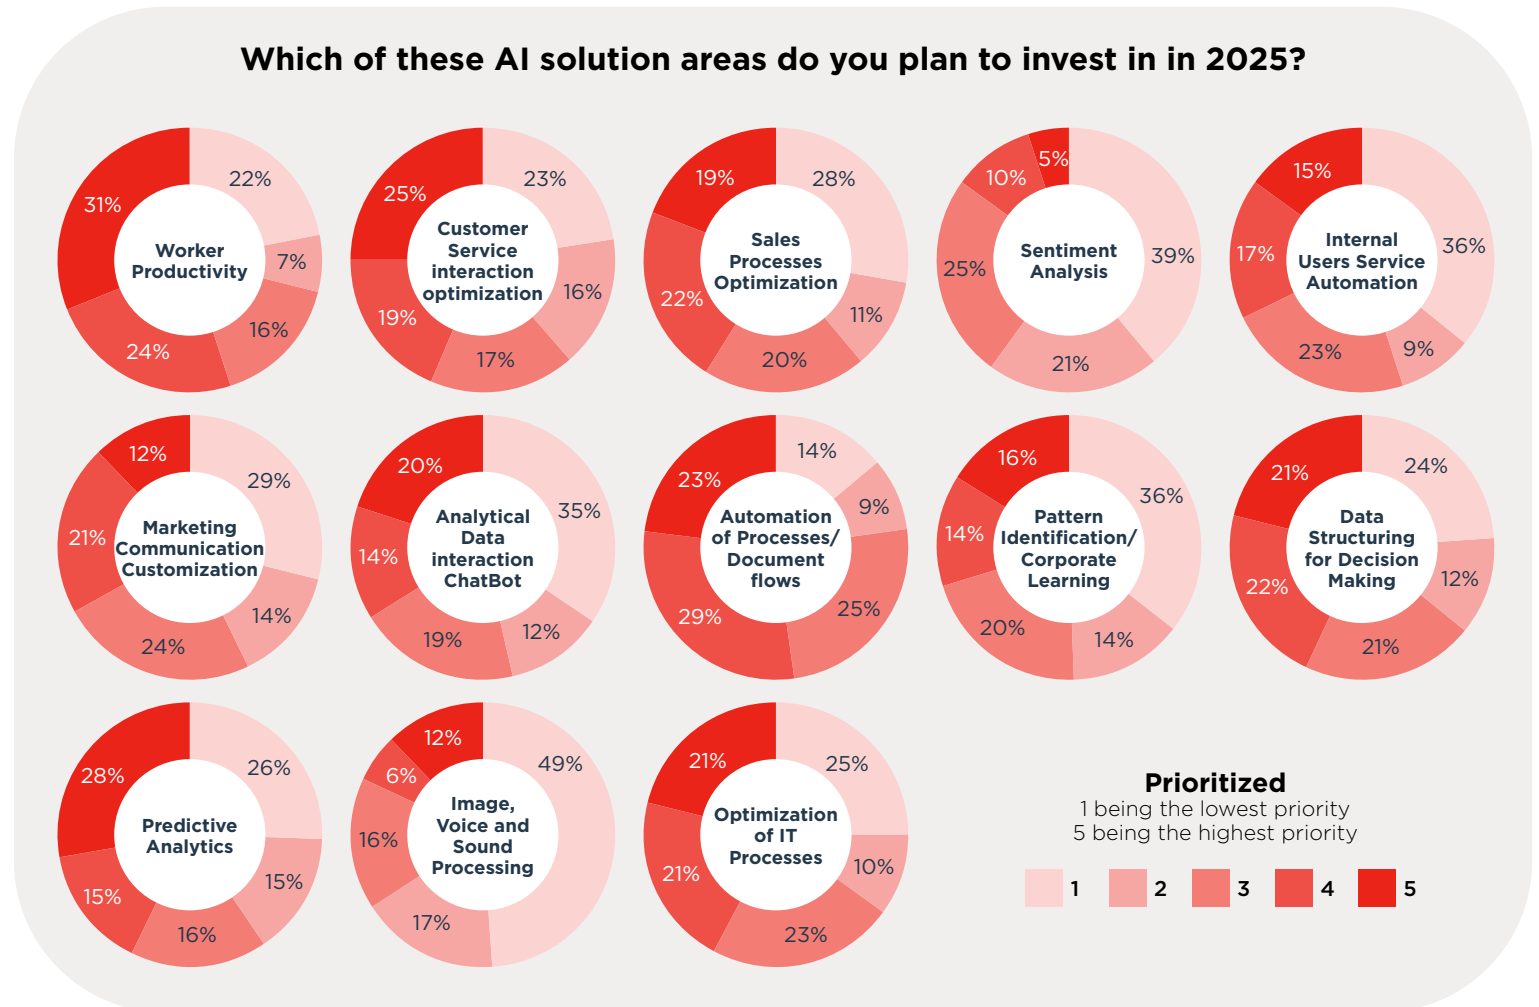 Which of these AI solution areas do you plan to invest in in 2025?
31%
22%
7%
16%
24%
Worker
Productivity
25%
23%
16%
17%
19%
Customer
Service
interaction
optimization
19%
28%
11%
20%
22%
Sales
Processes
Optimization
5%
10%
39%
21%
25%
Sentiment
Analysis
15%
36%
9%
23%
17%
Internal
Users Service
Automation
12%
29%
14%
24%
21%
Marketing
Communication
Customization
20%
35%
12%
19%
14%
Analytical
Data
interaction
ChatBot
23%
14%
9%
25%
29%
Automation
of Processes/
Document
flows
16%
36%
14%
20%
14%
Pattern
Identification/
Corporate
Learning
21%
24%
12%
21%
22%
Data
Structuring
for Decision
Making
28%
26%
15%
16%
15%
Predictive
Analytics
12%
49%
17%
16%
6%
Image,
Voice and
Sound
Processing
21%
25%
10%
23%
21%
Optimization
of IT
Processes
Prioritized
1 being the lowest priority
5 being the highest priority
1 2 3 4 5